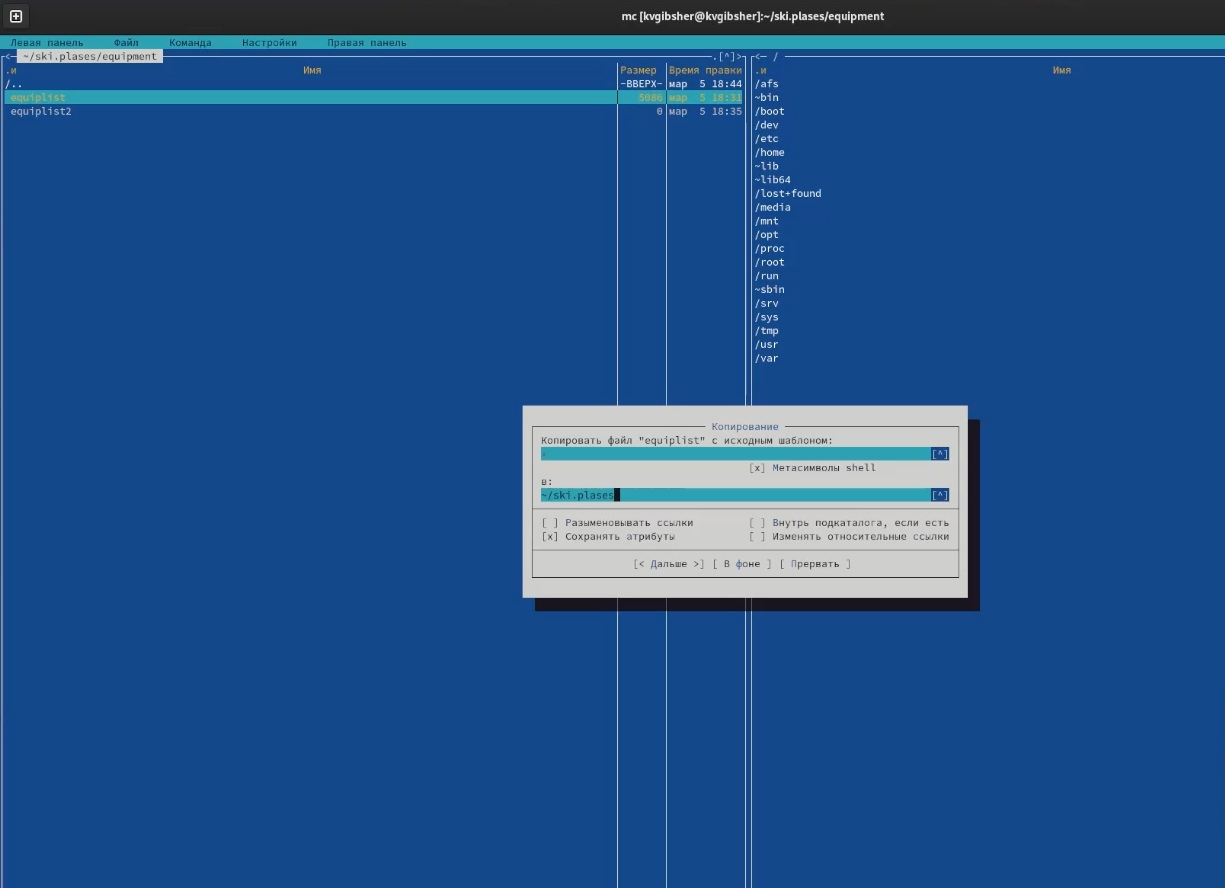 mc [kvgibsher@kvgibsher]:~/ski.plases/equipment
Левая панель Файл Команда Настройки Правая панель
<─ ~/ski.plases/equipment .[^]>
.и Имя Размер Время правки
/.. -ВВЕРХ- мар 5 18:44
equiplist 5086 мар 5 18:31
equiplist2 0 мар 5 18:35
<─ /
.и Имя
/afs
~bin
/boot
/dev
/etc
/home
~lib
~lib64
/lost+found
/media
/mnt
/opt
/proc
/root
/run
~sbin
/srv
/sys
/tmp
/usr
/var
Копирование
Копировать файл "equiplist" с исходным шаблоном:
[^]
[x] Метасимволы shell
в:
~/ski.plases [^]
[ ] Разыменовывать ссылки [ ] Внутрь подкаталога, если есть
[x] Сохранять атрибуты [ ] Изменять относительные ссылки
[< Дальше >] [ В фоне ] [ Прервать ]